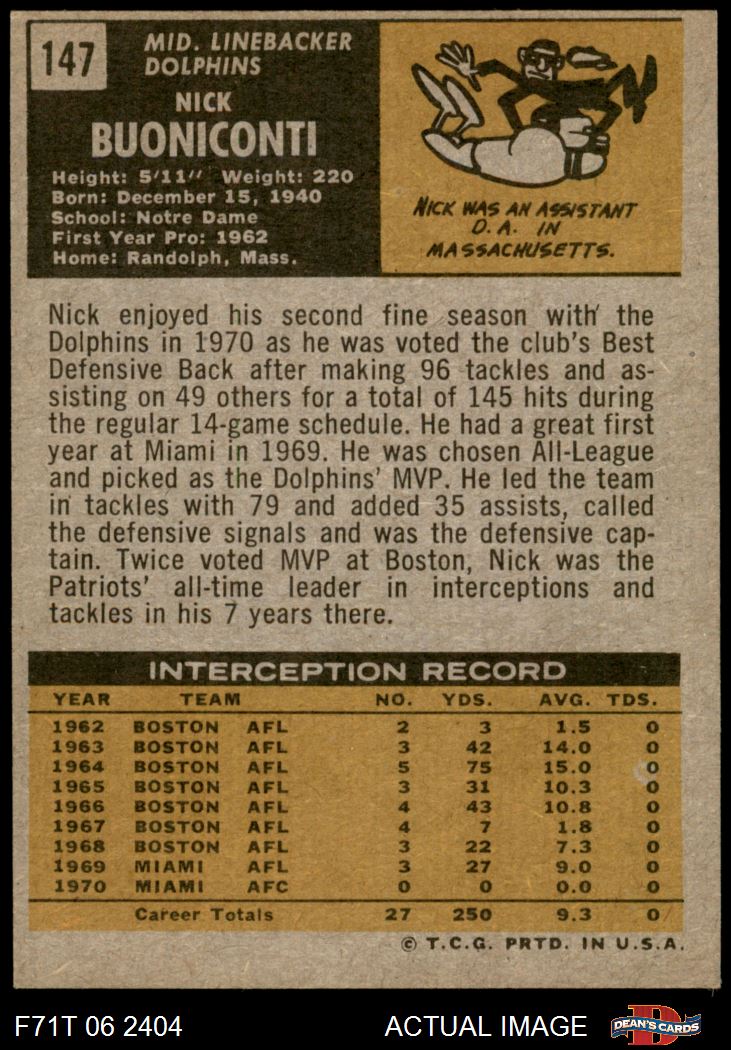 147
MID. LINEBACKER
DOLPHINS
NICK
BUONICONTI
Height: 5'11" Weight: 220
Born: December 15, 1940
School: Notre Dame
First Year Pro: 1962
Home: Randolph, Mass.
NICK WAS AN ASSISTANT
D.A. IN
MASSACHUSETTS.
Nick enjoyed his second fine season with the
Dolphins in 1970 as he was voted the club's Best
Defensive Back after making 96 tackles and as-
sisting on 49 others for a total of 145 hits during
the regular 14-game schedule. He had a great first
year at Miami in 1969. He was chosen All-League
and picked as the Dolphins' MVP. He led the team
in tackles with 79 and added 35 assists, called
the defensive signals and was the defensive cap-
tain. Twice voted MVP at Boston, Nick was the
Patriots' all-time leader in interceptions and
tackles in his 7 years there.
INTERCEPTION RECORD
YEAR TEAM NO. YDS. AVG. TDS.
1962 BOSTON AFL 2 3 1.5 0
1963 BOSTON AFL 3 42 14.0 0
1964 BOSTON AFL 5 75 15.0 0
1965 BOSTON AFL 3 31 10.3 0
1966 BOSTON AFL 4 43 10.8 0
1967 BOSTON AFL 4 7 1.8 0
1968 BOSTON AFL 3 22 7.3 0
1969 MIAMI AFL 3 27 9.0 0
1970 MIAMI AFC 0 0 0.0 0
Career Totals 27 250 9.3 0
© T.C.G. PRTD. IN U.S.A.
F71T 06 2404 ACTUAL IMAGE D DEAN'S CARDS